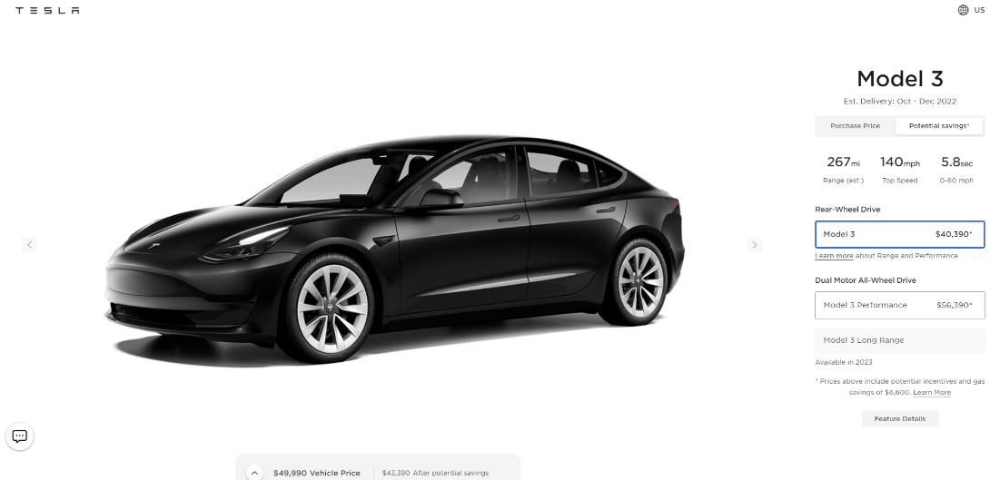 TESLA
US
Model 3
Est. Delivery: Oct - Dec 2022
Purchase Price Potential savings*
267mi 140mph 5.8sec
Range (est.) Top Speed 0-60 mph
Rear-Wheel Drive
Model 3 $40,390*
Learn more about Range and Performance
Dual Motor All-Wheel Drive
Model 3 Performance $56,390*
Model 3 Long Range
Available in 2023
* Prices above include potential incentives and gas
savings of $6,600. Learn More
Feature Details
$49,990 Vehicle Price $43,390 After potential savings